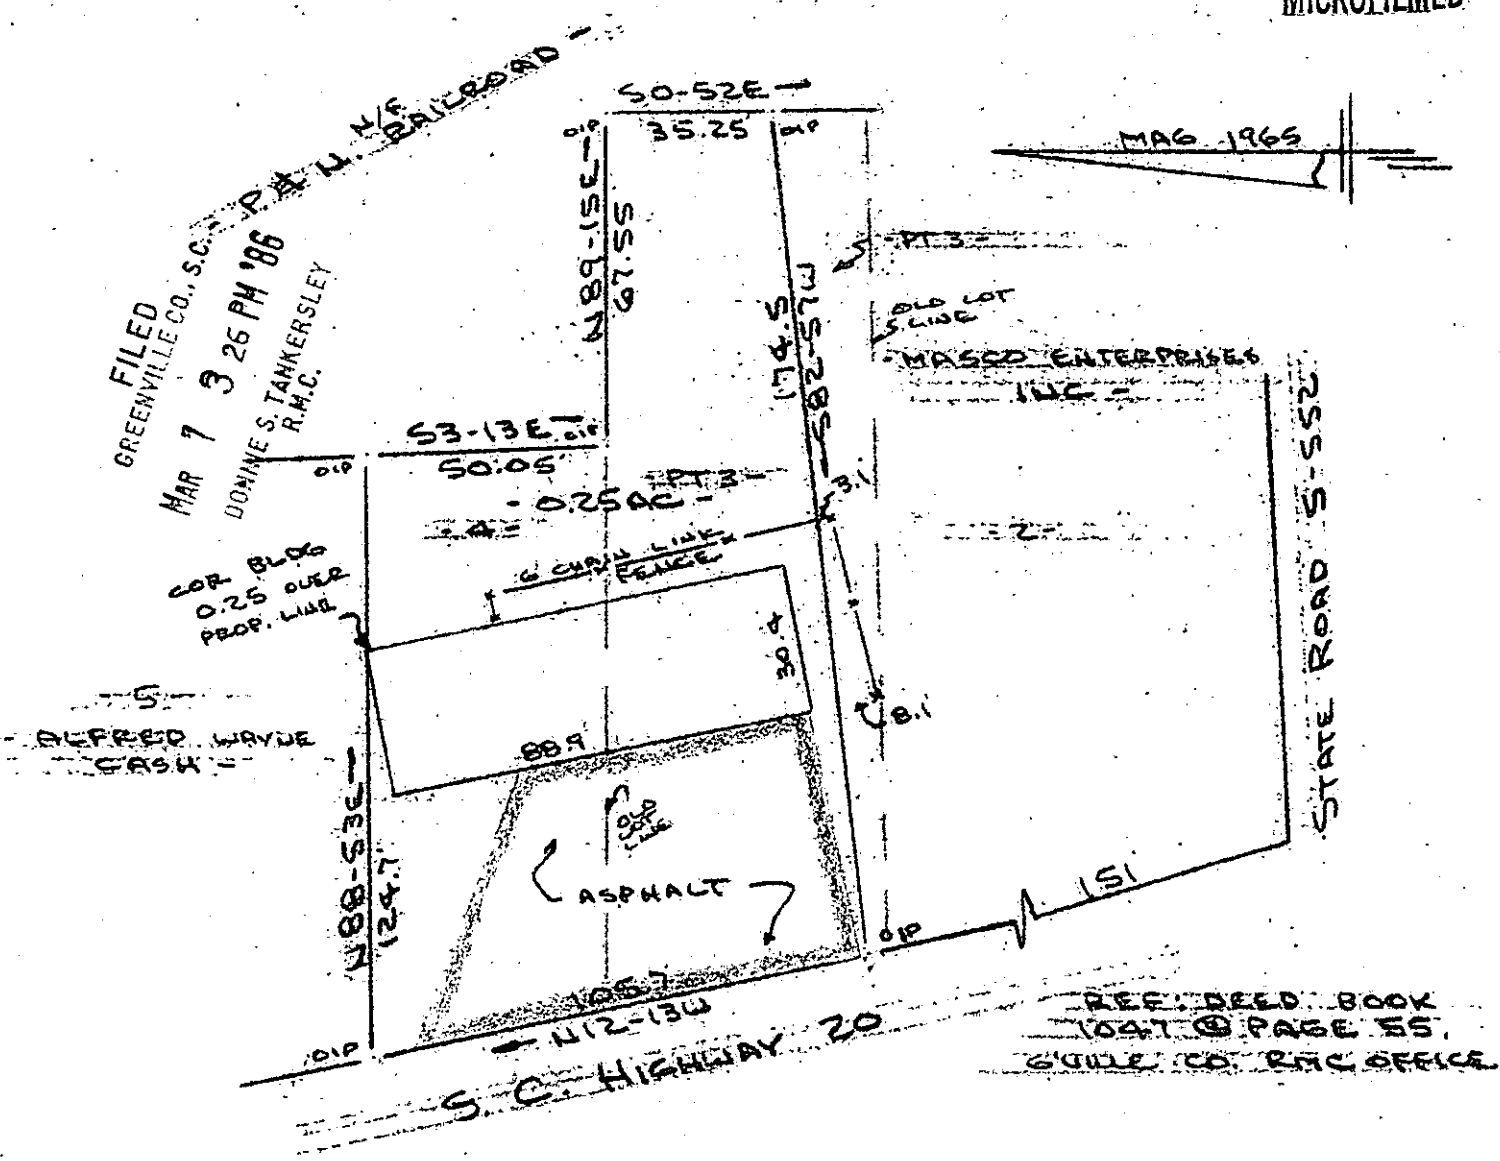 MICROFILMED
N/F
P & N. RAILROAD -
S0-52E
35.25
OIP
OIP
MAG 1965
FILED
GREENVILLE CO., S.C.
MAR 7 3 26 PM '86
DONNIE S. TANKERSLEY
R.M.C.
N89-15E
67.55
174.5
S82-57W
- PT 3 -
OLD LOT
LINE
- MASCO ENTERPRISES
INC -
STATE ROAD S-552
S3-13E
OIP
OIP
50.05
- PT 3 -
- 0.25 AC -
- 4 -
3.1
- 2 -
6 CHAIN LINK
FENCE
COR BLDG
0.25 OVER
PROP. LINE
30.4
- 5 -
- ALFRED WAYNE
CASH -
8.1
88.9
OLD
LOT
LINE
N88-53E
124.7
ASPHALT
151
OIP
105.7
N12-13W
OIP
S. C. HIGHWAY 20
REF: DEED BOOK
1047 @ PAGE 55,
G'VILLE CO. RMC OFFICE